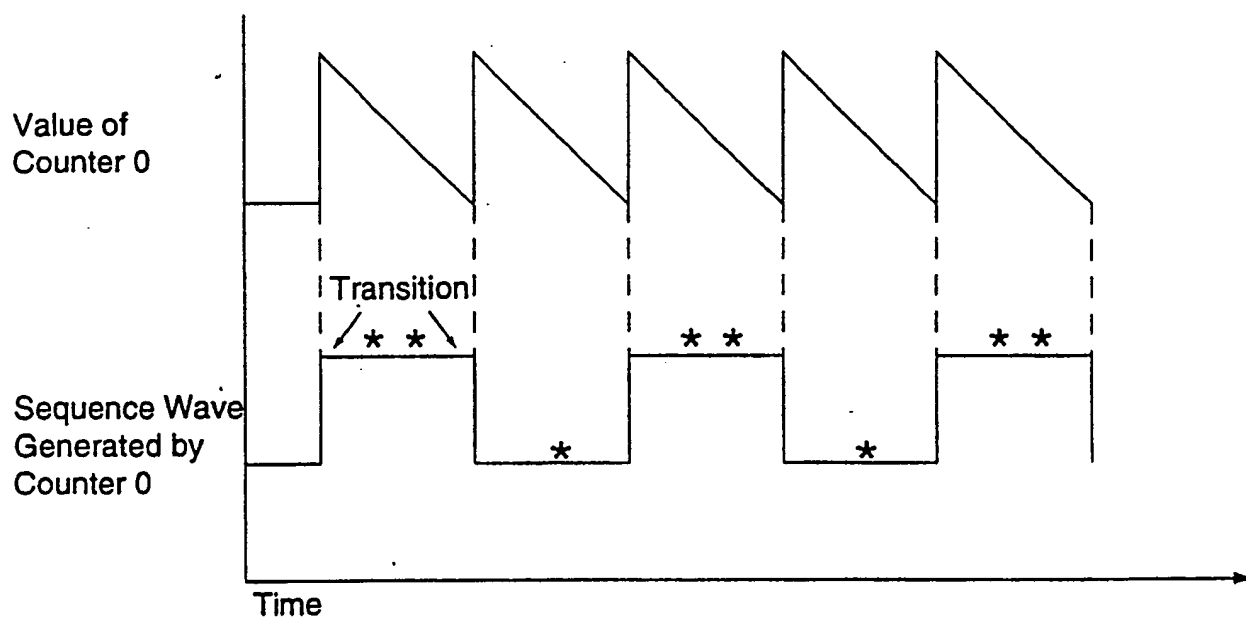 Value of
Counter 0
Transition
* * * * * *
Sequence Wave
Generated by
Counter 0
* *
Time